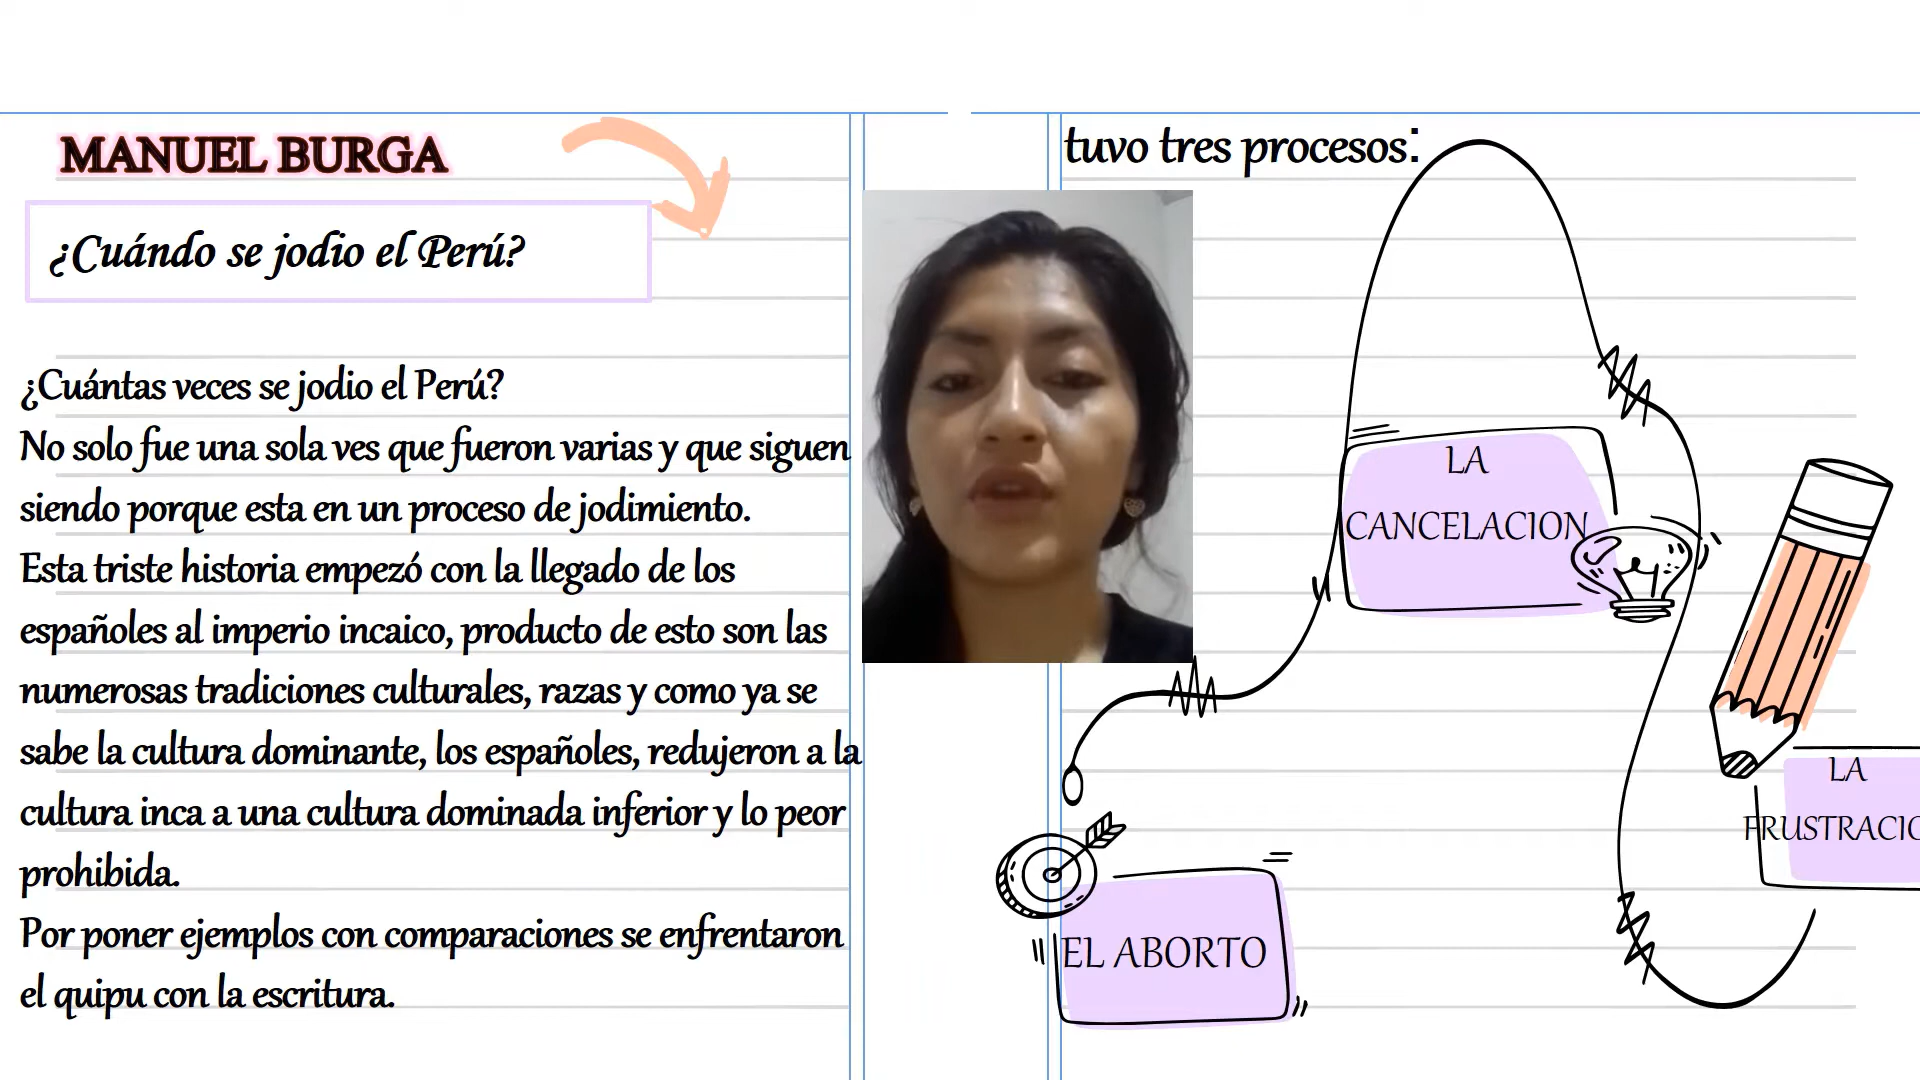 MANUEL BURGA
¿Cuándo se jodio el Perú?
¿Cuántas veces se jodio el Perú?
No solo fue una sola ves que fueron varias y que siguen
siendo porque esta en un proceso de jodimiento.
Esta triste historia empezó con la llegado de los
españoles al imperio incaico, producto de esto son las
numerosas tradiciones culturales, razas y como ya se
sabe la cultura dominante, los españoles, redujeron a la
cultura inca a una cultura dominada inferior y lo peor
prohibida.
Por poner ejemplos con comparaciones se enfrentaron
el quipu con la escritura.
tuvo tres procesos:
LA
CANCELACION
LA
FRUSTRACIO
EL ABORTO